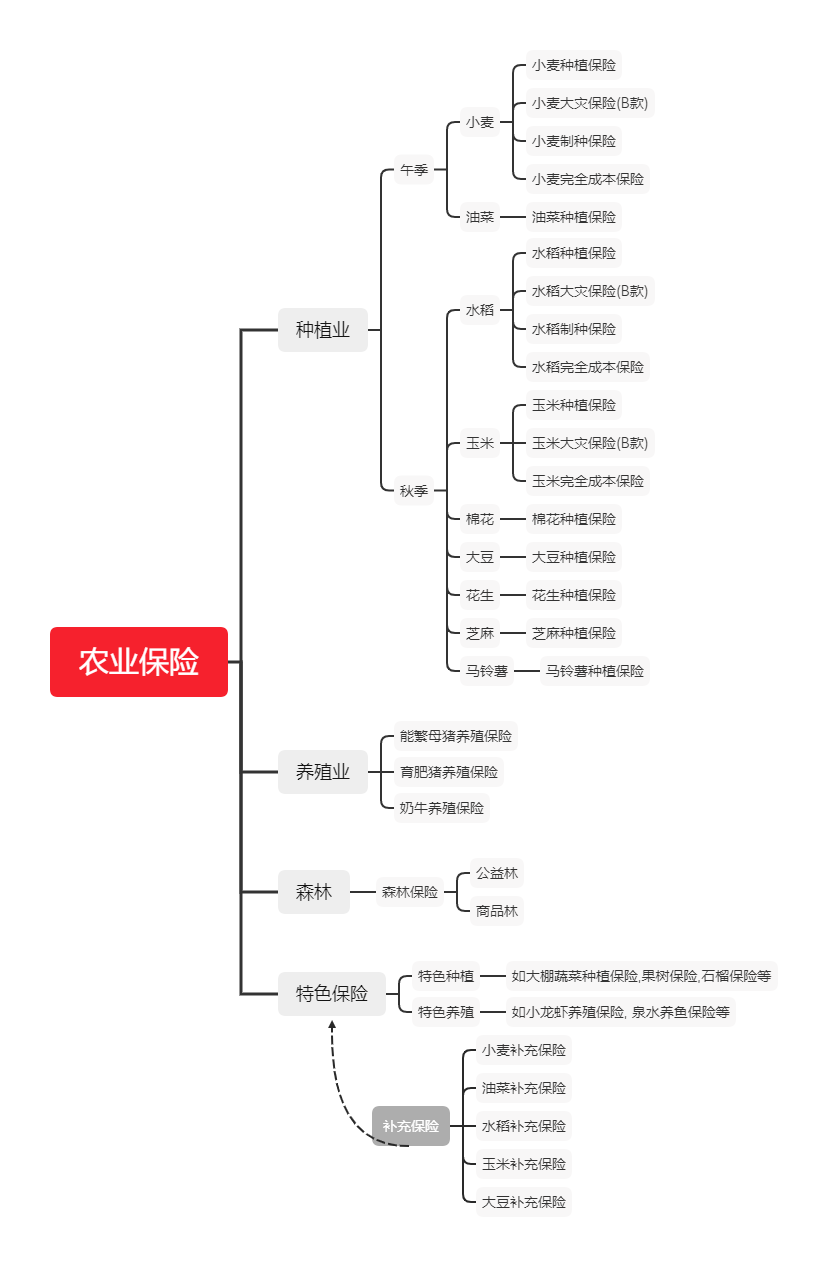 农业保险
种植业
午季
小麦
小麦种植保险
小麦大灾保险(B款)
小麦制种保险
小麦完全成本保险
油菜
油菜种植保险
秋季
水稻
水稻种植保险
水稻大灾保险(B款)
水稻制种保险
水稻完全成本保险
玉米
玉米种植保险
玉米大灾保险(B款)
玉米完全成本保险
棉花
棉花种植保险
大豆
大豆种植保险
花生
花生种植保险
芝麻
芝麻种植保险
马铃薯
马铃薯种植保险
养殖业
能繁母猪养殖保险
育肥猪养殖保险
奶牛养殖保险
森林
森林保险
公益林
商品林
特色保险
特色种植
如大棚蔬菜种植保险,果树保险,石榴保险等
特色养殖
如小龙虾养殖保险, 泉水养鱼保险等
补充保险
小麦补充保险
油菜补充保险
水稻补充保险
玉米补充保险
大豆补充保险